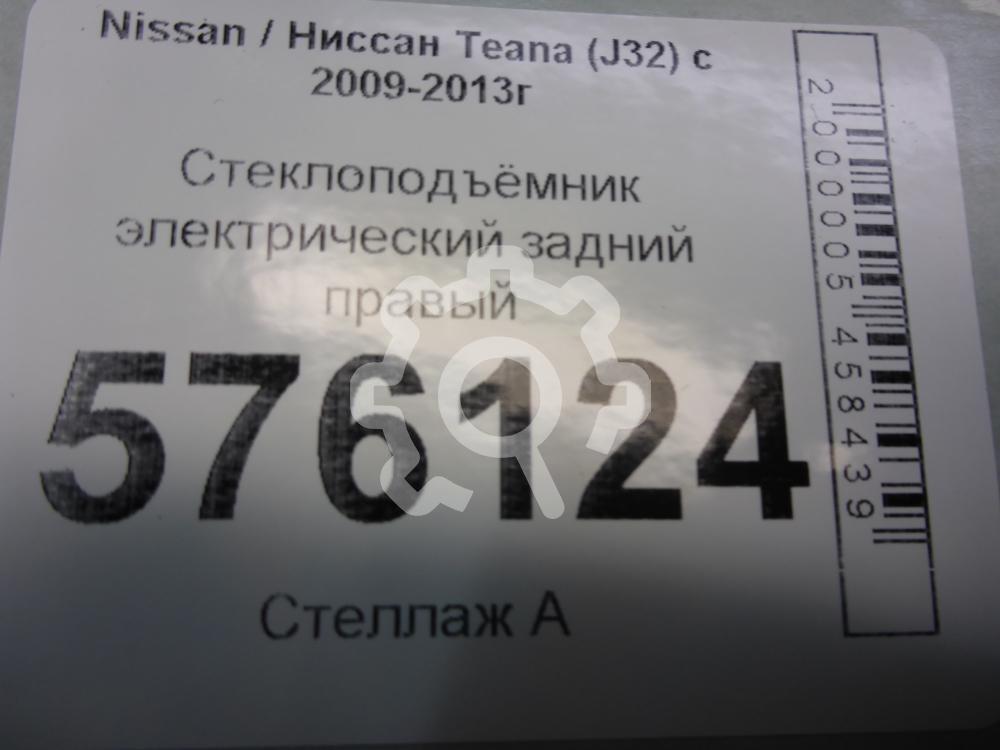 Nissan / Ниссан Teana (J32) с
2009-2013г
Стеклоподъёмник
электрический задний
правый
576124
Стеллаж А
2000005458439